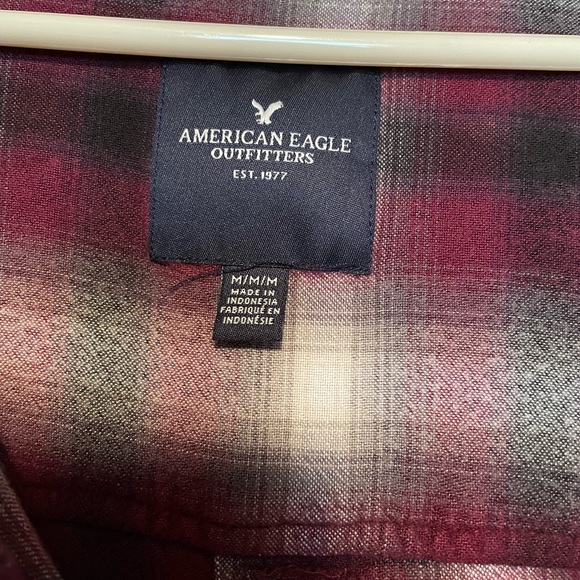 AMERICAN EAGLE
OUTFITTERS
EST. 1977
M/M/M
MADE IN
INDONESIA
FABRIQUÉ EN
INDONÉSIE